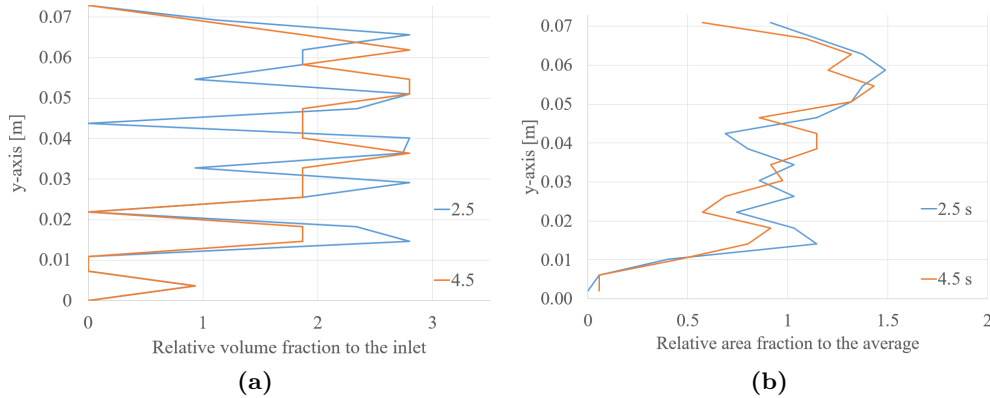 0.07
0.06
0.05
0.04
0.03
0.02
0.01
0
y-axis [m]
2.5
4.5
0 1 2 3
Relative volume fraction to the inlet
(a)
0.07
0.06
0.05
0.04
0.03
0.02
0.01
0.00
y-axis [m]
2.5 s
4.5 s
0 0.5 1 1.5 2
Relative area fraction to the average
(b)